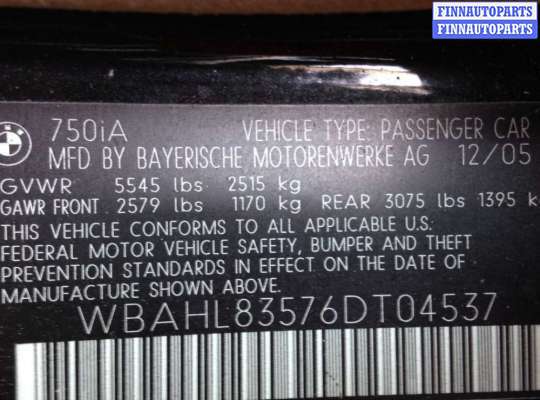 FINNAUTOPARTS
FINNAUTOPARTS
750iA VEHICLE TYPE: PASSENGER CAR
MFD BY BAYERISCHE MOTORENWERKE AG 12/05
GVWR 5545 lbs 2515 kg
GAWR FRONT 2579 lbs 1170 kg REAR 3075 lbs 1395 k
THIS VEHICLE CONFORMS TO ALL APPLICABLE U.S.
FEDERAL MOTOR VEHICLE SAFETY, BUMPER AND THEFT
PREVENTION STANDARDS IN EFFECT ON THE DATE OF
MANUFACTURE SHOWN ABOVE.
WBAHL83576DT04537